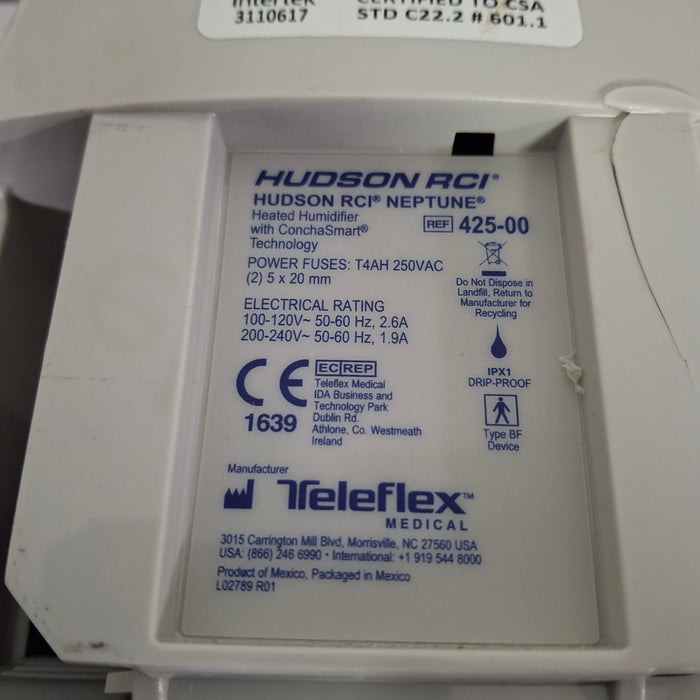 Intertek
3110617
CERTIFIED TO CSA
STD C22.2 # 601.1
HUDSON RCI®
HUDSON RCI® NEPTUNE®
Heated Humidifier
with ConchaSmart®
Technology
REF 425-00
POWER FUSES: T4AH 250VAC
(2) 5 x 20 mm
ELECTRICAL RATING
100-120V~ 50-60 Hz, 2.6A
200-240V~ 50-60 Hz, 1.9A
Do Not Dispose in
Landfill, Return to
Manufacturer for
Recycling
IPX1
DRIP-PROOF
Type BF
Device
CE
1639
EC REP
Teleflex Medical
IDA Business and
Technology Park
Dublin Rd.
Athlone, Co. Westmeath
Ireland
Manufacturer
Teleflex™
MEDICAL
3015 Carrington Mill Blvd, Morrisville, NC 27560 USA
USA: (866) 246 6990 • International: +1 919 544 8000
Product of Mexico, Packaged in Mexico
L02789 R01